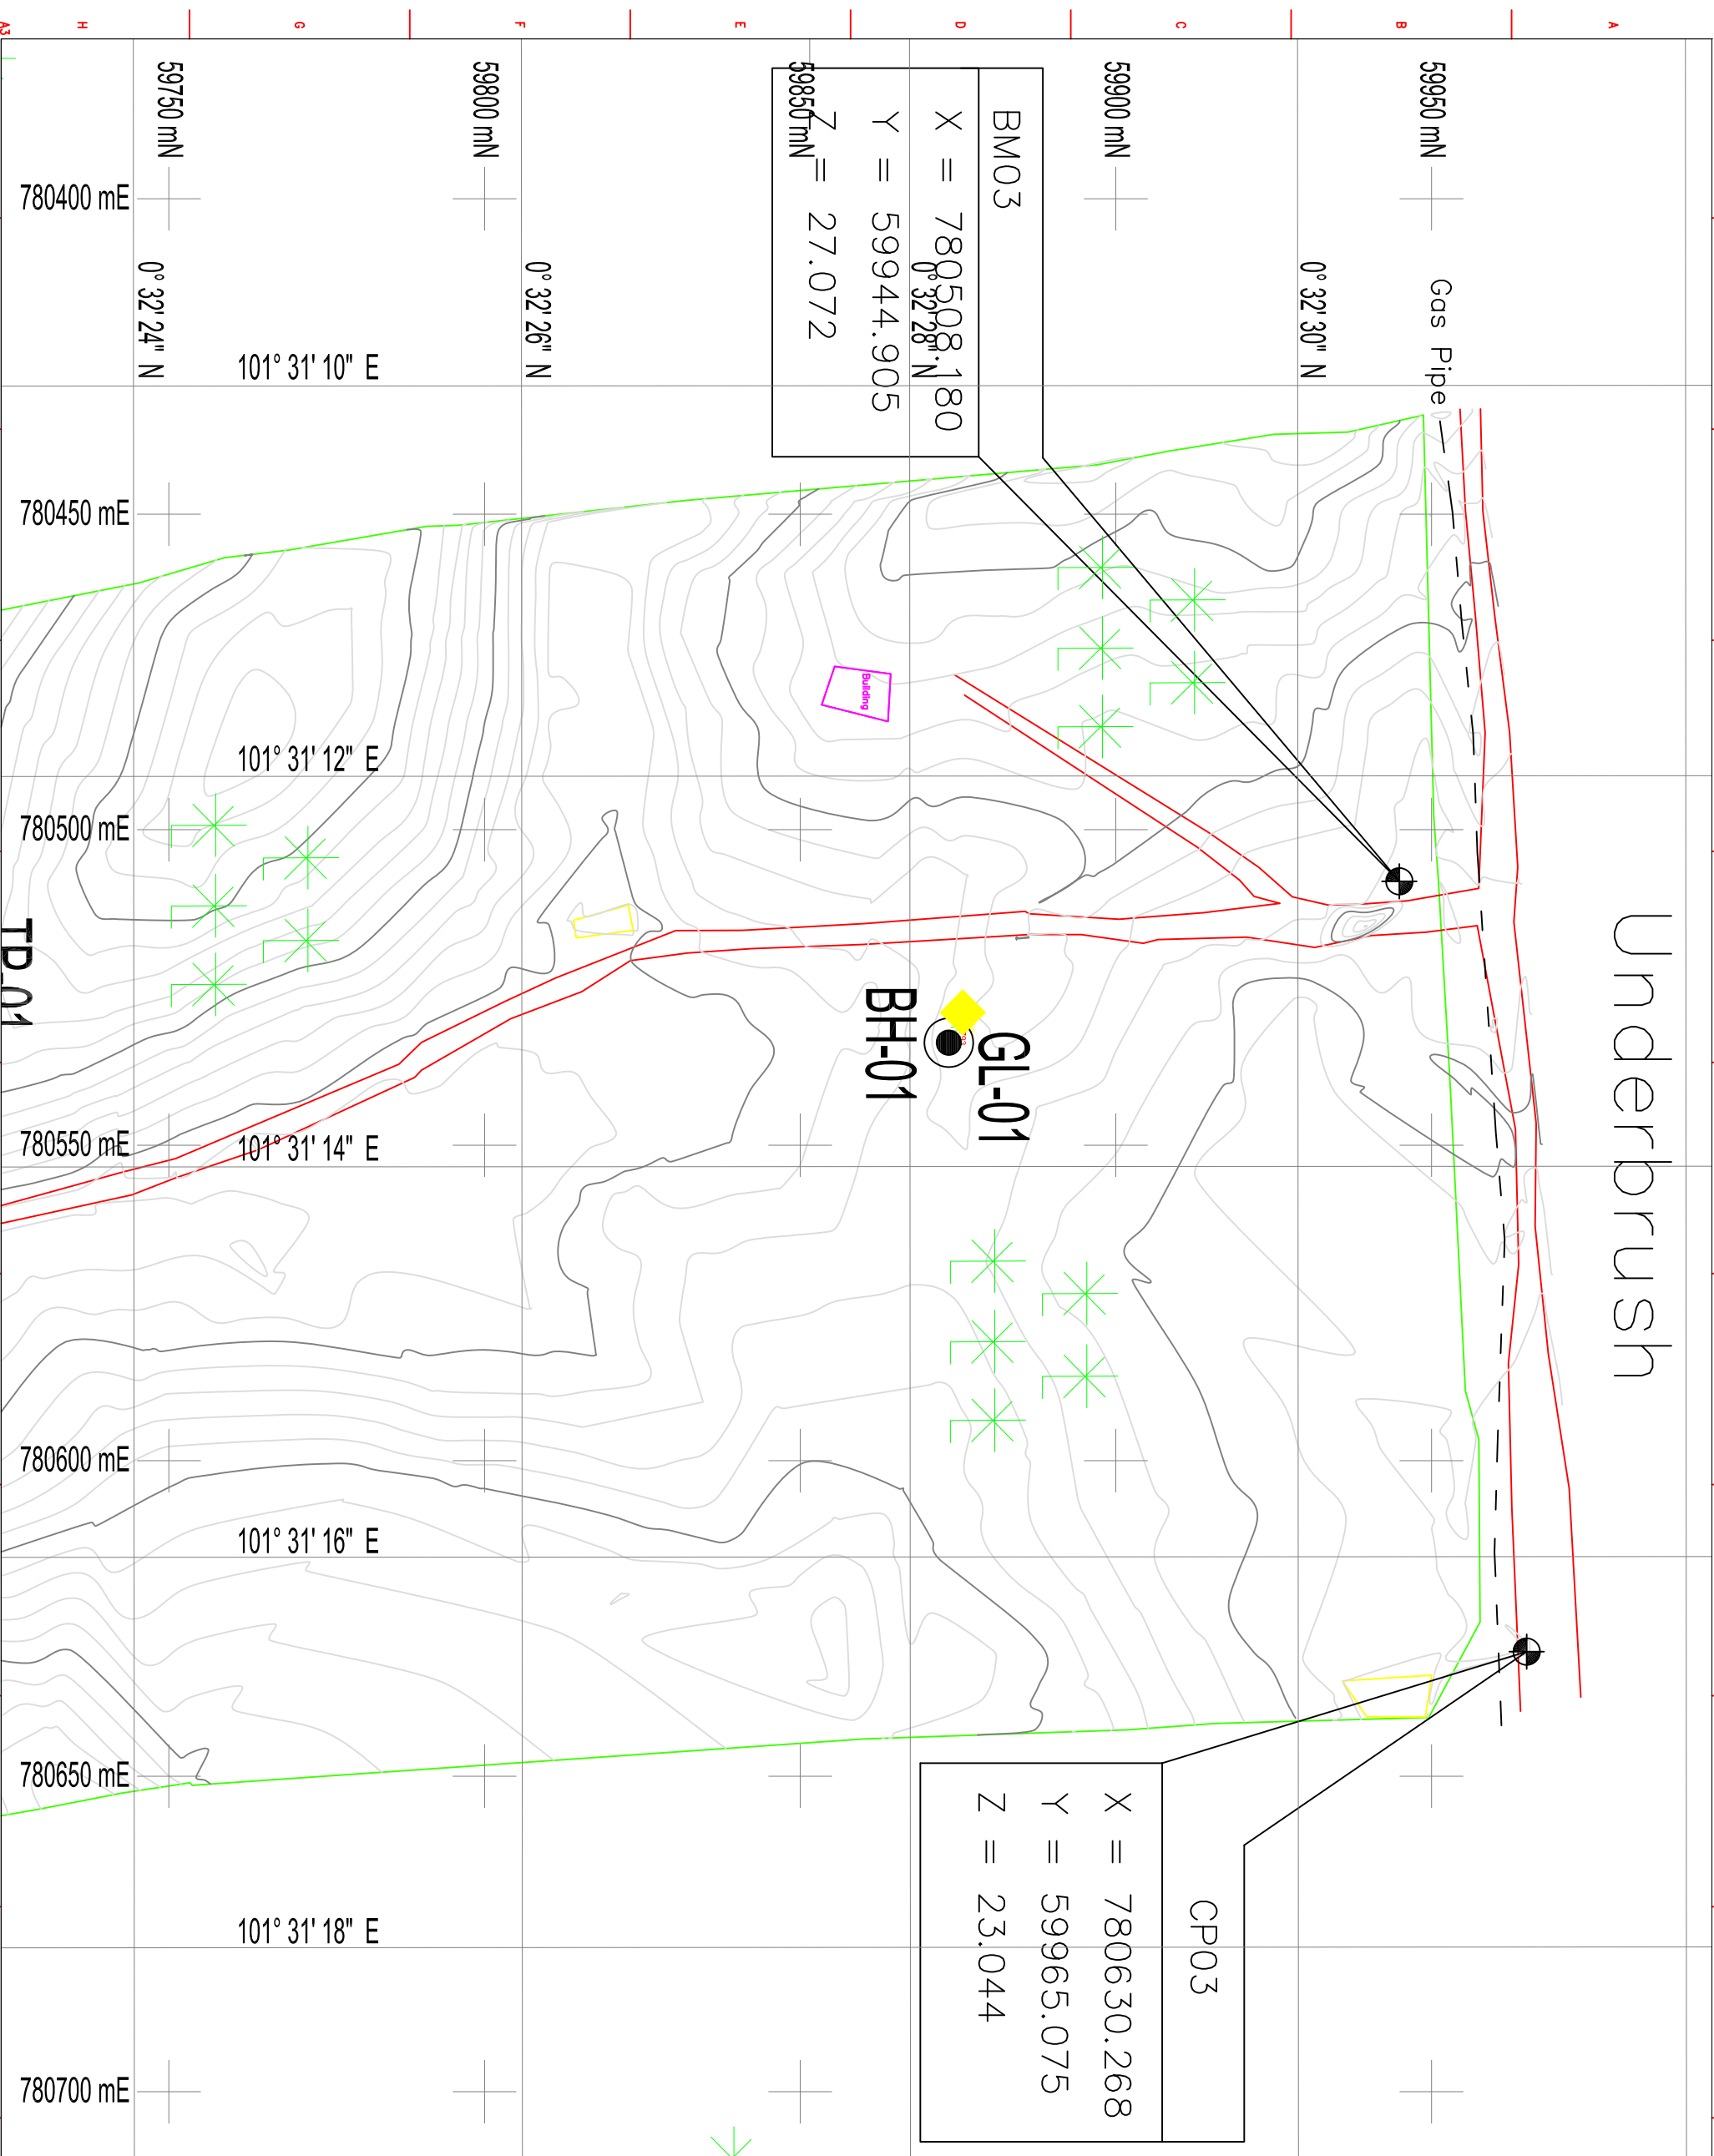 A3
H
G
F
E
D
C
B
A
59750 mN
59800 mN
59850 mN
59900 mN
59950 mN
780400 mE
780450 mE
780500 mE
780550 mE
780600 mE
780650 mE
780700 mE
0° 32' 24" N
0° 32' 26" N
0° 32' 28" N
0° 32' 30" N
101° 31' 10" E
101° 31' 12" E
101° 31' 14" E
101° 31' 16" E
101° 31' 18" E
BM03
X = 780508.180
Y = 59944.905
Z = 27.072
Gas Pipe
Building
Underbrush
GL-01
BH-01
TP-01
CP03
X = 780630.268
Y = 59965.075
Z = 23.044